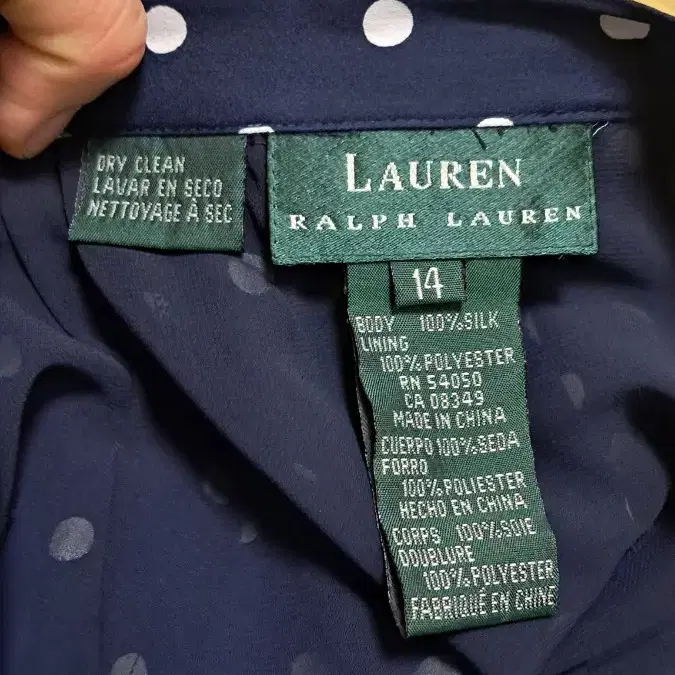 DRY CLEAN
LAVAR EN SECO
NETTOYAGE À SEC
LAUREN
RALPH LAUREN
14
BODY 100%SILK
LINING
100%POLYESTER
RN 54050
CA 08349
MADE IN CHINA
CUERPO 100%SEDA
FORRO
100%POLIESTER
HECHO EN CHINA
CORPS 100%SOIE
DOUBLURE
100%POLYESTER
FABRIQUÉ EN CHINE